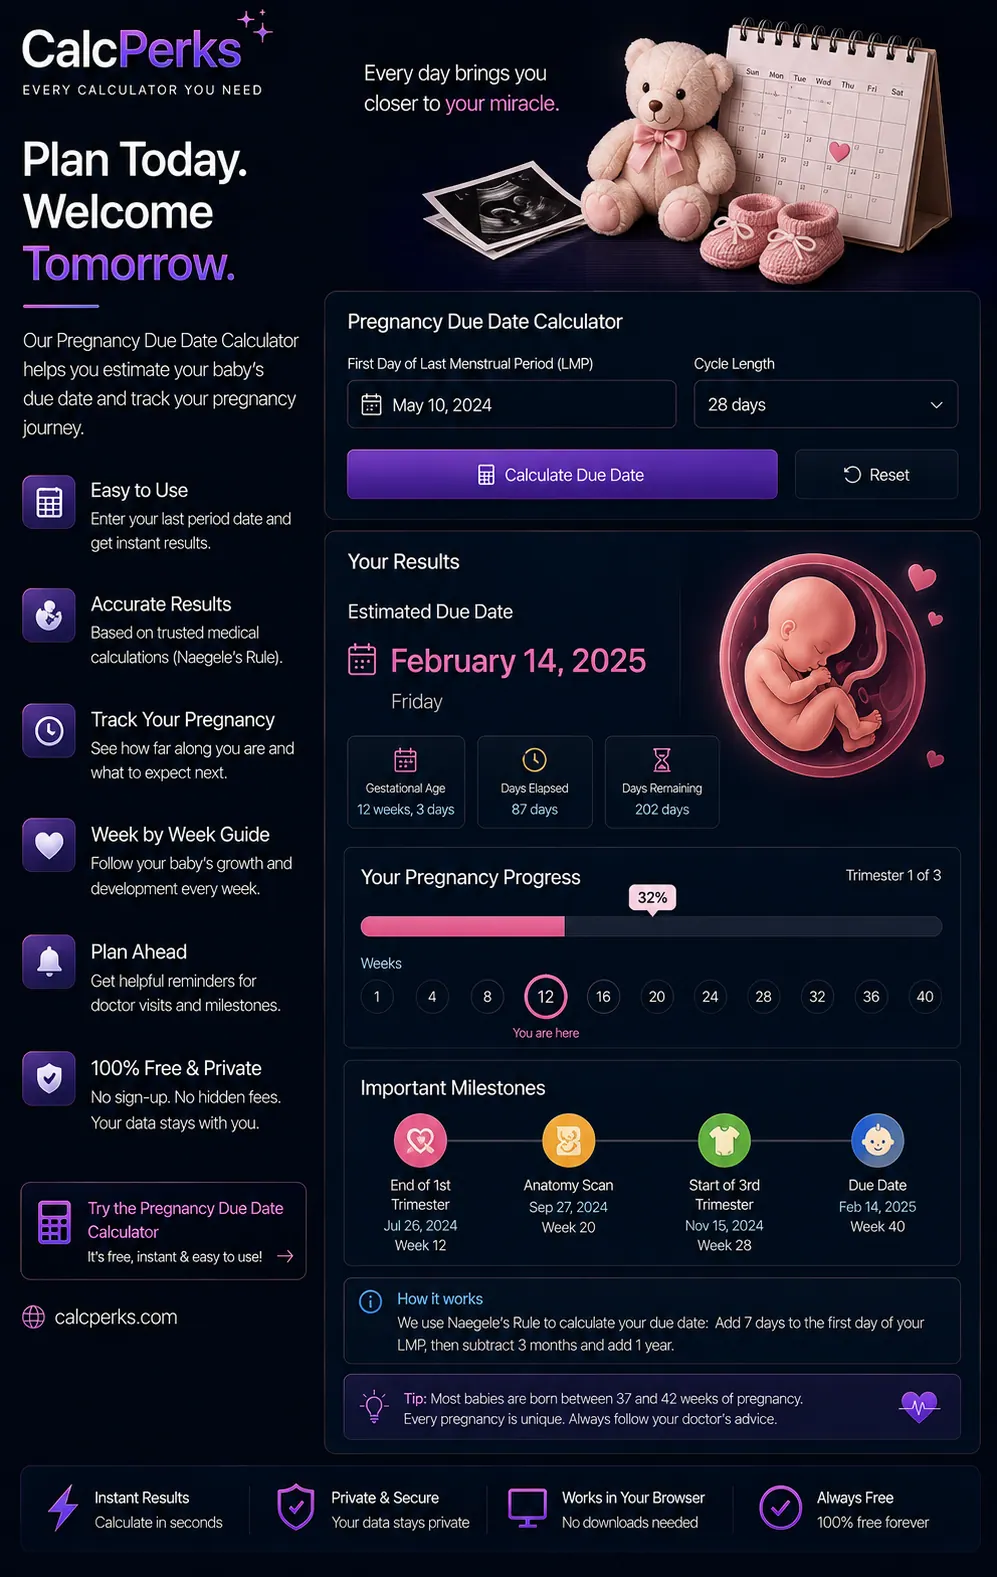 CalcPerks
EVERY CALCULATOR YOU NEED
Plan Today.
Welcome
Tomorrow.
Our Pregnancy Due Date Calculator
helps you estimate your baby's
due date and track your pregnancy
journey.
Easy to Use
Enter your last period date and
get instant results.
Accurate Results
Based on trusted medical
calculations (Naegele's Rule).
Track Your Pregnancy
See how far along you are and
what to expect next.
Week by Week Guide
Follow your baby's growth and
development every week.
Plan Ahead
Get helpful reminders for
doctor visits and milestones.
100% Free & Private
No sign-up. No hidden fees.
Your data stays with you.
Try the Pregnancy Due Date
Calculator
It's free, instant & easy to use!
calcperks.com
Every day brings you
closer to your miracle.
Sun Mon Tue Wed Thu Fri Sat
Pregnancy Due Date Calculator
First Day of Last Menstrual Period (LMP)
Cycle Length
May 10, 2024
28 days
Calculate Due Date
Reset
Your Results
Estimated Due Date
February 14, 2025
Friday
Gestational Age
12 weeks, 3 days
Days Elapsed
87 days
Days Remaining
202 days
Your Pregnancy Progress
Trimester 1 of 3
32%
Weeks
1 4 8 12 16 20 24 28 32 36 40
You are here
Important Milestones
End of 1st
Trimester
Jul 26, 2024
Week 12
Anatomy Scan
Sep 27, 2024
Week 20
Start of 3rd
Trimester
Nov 15, 2024
Week 28
Due Date
Feb 14, 2025
Week 40
How it works
We use Naegele's Rule to calculate your due date: Add 7 days to the first day of your
LMP, then subtract 3 months and add 1 year.
Tip: Most babies are born between 37 and 42 weeks of pregnancy.
Every pregnancy is unique. Always follow your doctor's advice.
Instant Results
Calculate in seconds
Private & Secure
Your data stays private
Works in Your Browser
No downloads needed
Always Free
100% free forever